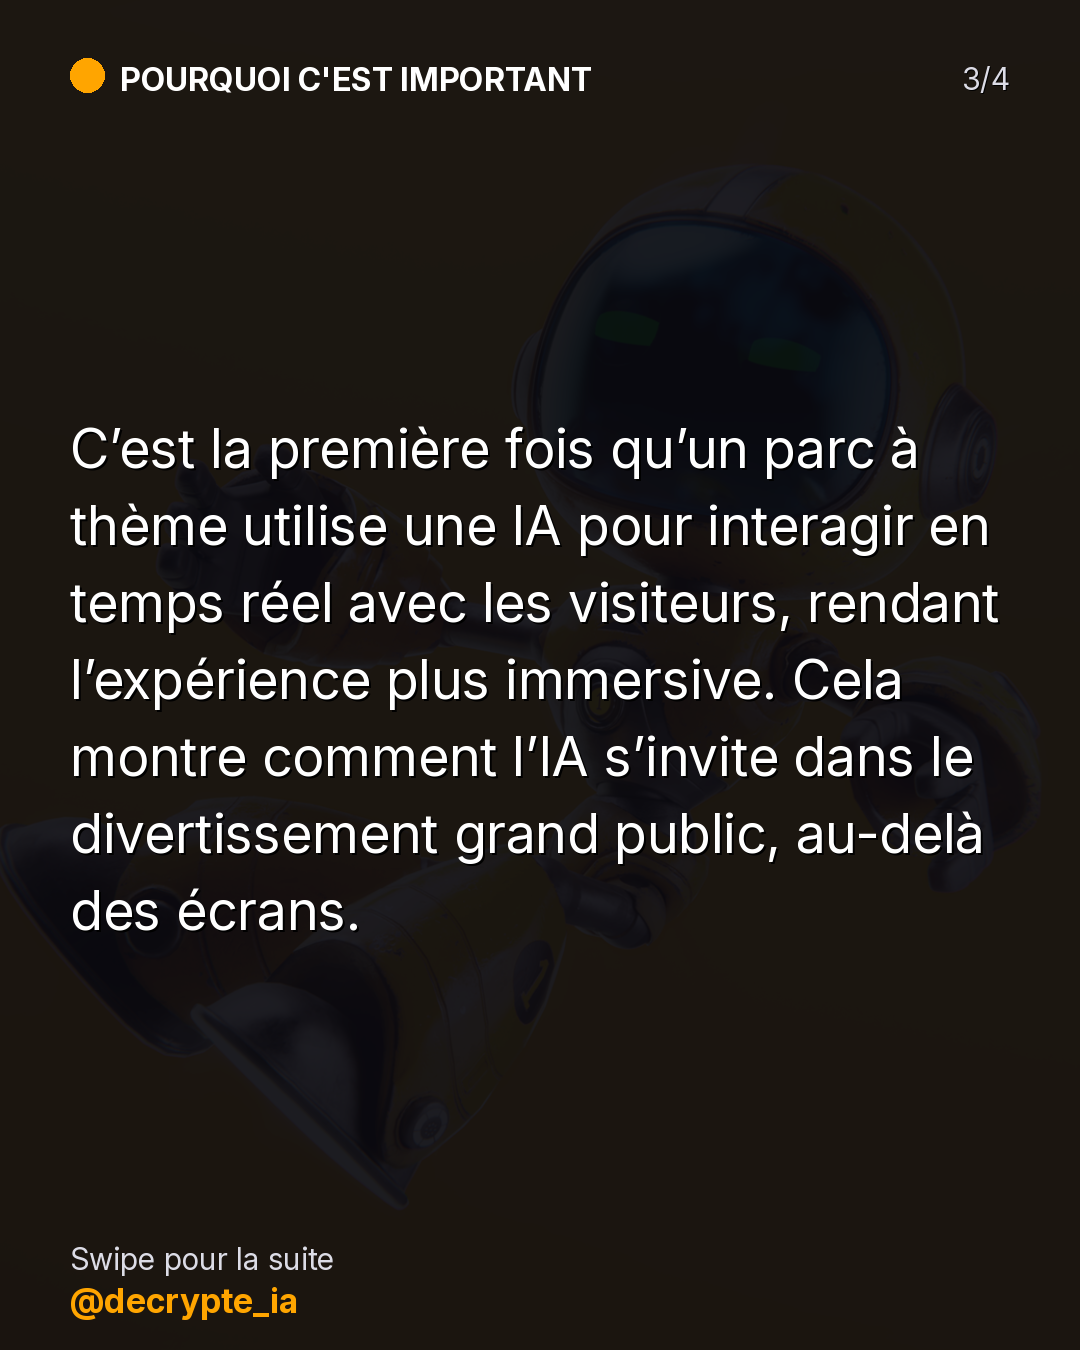 POURQUOI C'EST IMPORTANT
3/4
C’est la première fois qu’un parc à
thème utilise une IA pour interagir en
temps réel avec les visiteurs, rendant
l’expérience plus immersive. Cela
montre comment l’IA s’invite dans le
divertissement grand public, au-delà
des écrans.
Swipe pour la suite
@decrypte_ia